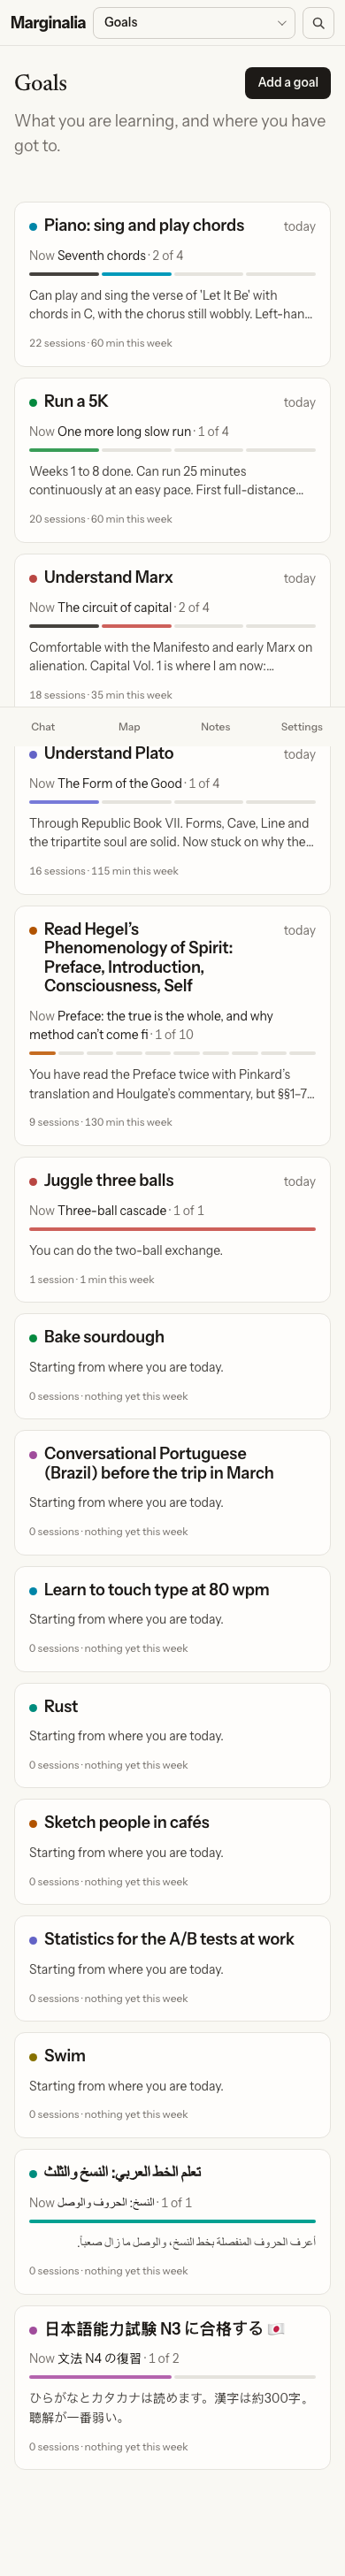 Marginalia
Goals
Goals
Add a goal
What you are learning, and where you have
got to.
Piano: sing and play chords
today
Now Seventh chords · 2 of 4
Can play and sing the verse of 'Let It Be' with
chords in C, with the chorus still wobbly. Left-han...
22 sessions · 60 min this week
Run a 5K
today
Now One more long slow run · 1 of 4
Weeks 1 to 8 done. Can run 25 minutes
continuously at an easy pace. First full-distance...
20 sessions · 60 min this week
Understand Marx
today
Now The circuit of capital · 2 of 4
Comfortable with the Manifesto and early Marx on
alienation. Capital Vol. 1 is where I am now:...
18 sessions · 35 min this week
Chat
Map
Notes
Settings
Understand Plato
today
Now The Form of the Good · 1 of 4
Through Republic Book VII. Forms, Cave, Line and
the tripartite soul are solid. Now stuck on why the...
16 sessions · 115 min this week
Read Hegel’s
Phenomenology of Spirit:
Preface, Introduction,
Consciousness, Self
today
Now Preface: the true is the whole, and why
method can’t come fi · 1 of 10
You have read the Preface twice with Pinkard’s
translation and Houlgate’s commentary, but §§1–7...
9 sessions · 130 min this week
Juggle three balls
today
Now Three-ball cascade · 1 of 1
You can do the two-ball exchange.
1 session · 1 min this week
Bake sourdough
Starting from where you are today.
0 sessions · nothing yet this week
Conversational Portuguese
(Brazil) before the trip in March
Starting from where you are today.
0 sessions · nothing yet this week
Learn to touch type at 80 wpm
Starting from where you are today.
0 sessions · nothing yet this week
Rust
Starting from where you are today.
0 sessions · nothing yet this week
Sketch people in cafés
Starting from where you are today.
0 sessions · nothing yet this week
Statistics for the A/B tests at work
Starting from where you are today.
0 sessions · nothing yet this week
Swim
Starting from where you are today.
0 sessions · nothing yet this week
تعلم الخط العربي: النسخ والثلث
Now النسخ: الحروف والوصل · 1 of 1
أعرف الحروف المنفصلة بخط النسخ، والوصل ما زال صعباً.
0 sessions · nothing yet this week
日本語能力試験 N3 に合格する 🇯🇵
Now 文法 N4 の復習 · 1 of 2
ひらがなとカタカナは読めます。漢字は約300字。
聴解が一番弱い。
0 sessions · nothing yet this week